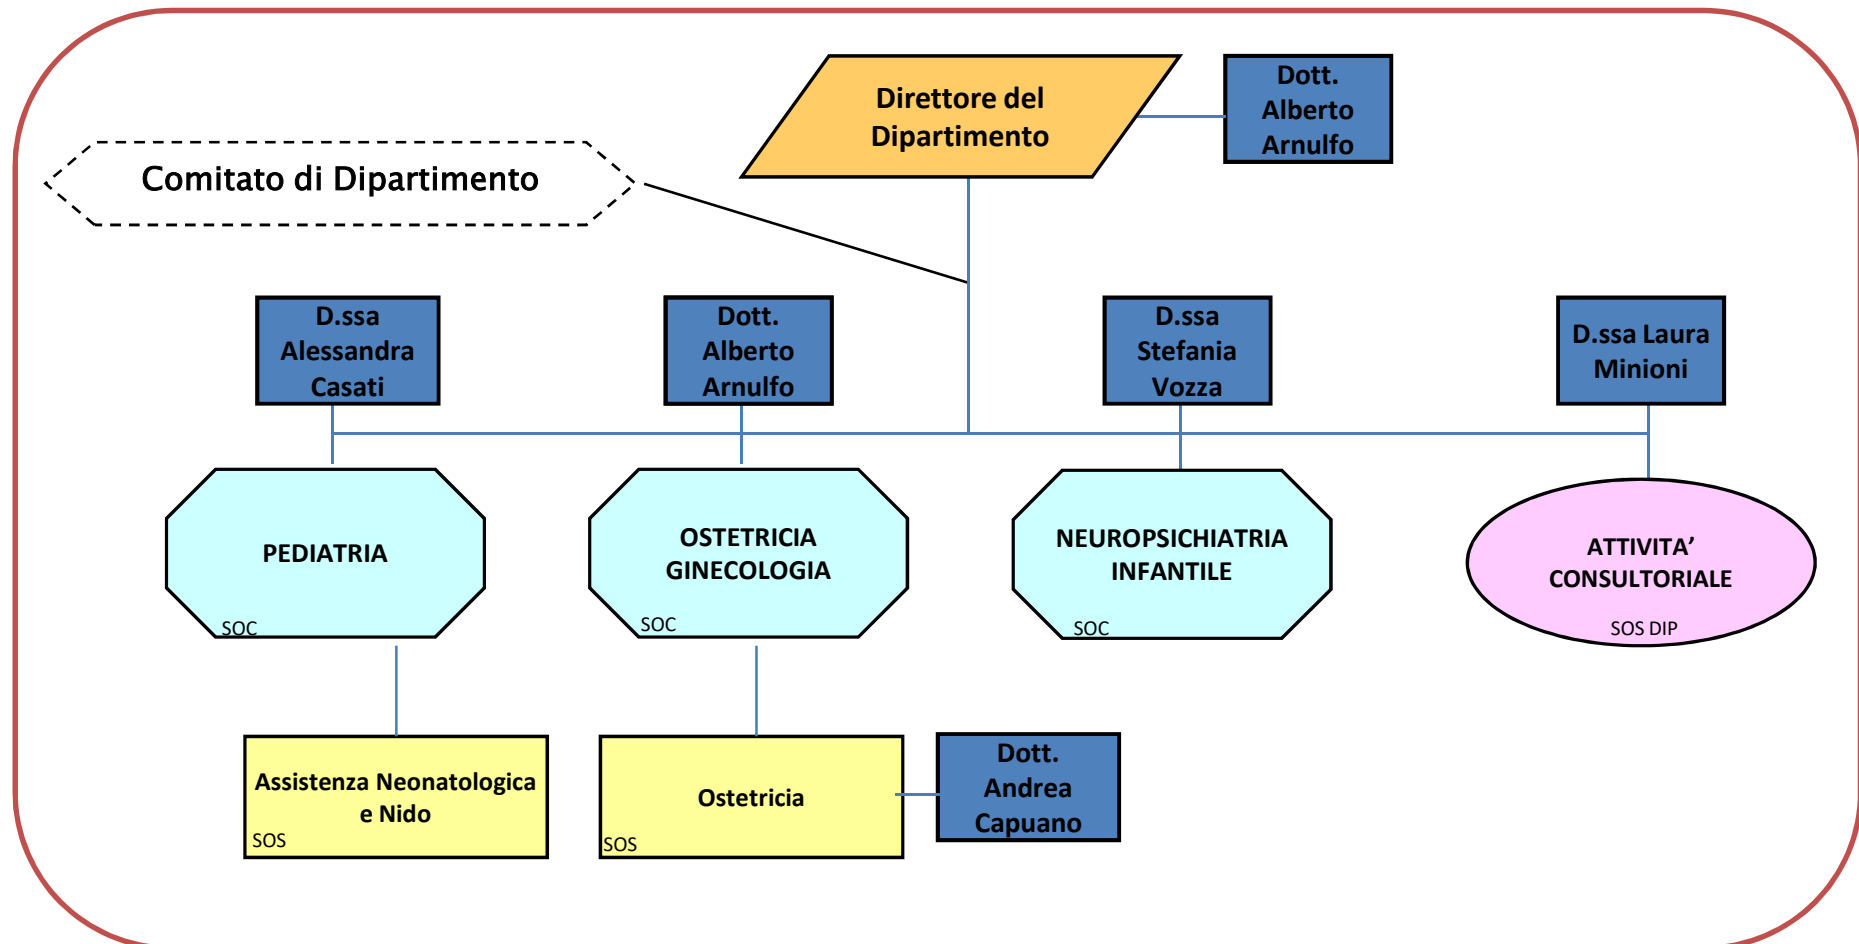 Direttore del
Dipartimento
Dott.
Alberto
Arnulfo
Comitato di Dipartimento
D.ssa
Alessandra
Casati
Dott.
Alberto
Arnulfo
D.ssa
Stefania
Vozza
D.ssa Laura
Minioni
PEDIATRIA
SOC
OSTETRICIA
GINECOLOGIA
SOC
NEUROPSICHIATRIA
INFANTILE
SOC
ATTIVITA’
CONSULTORIALE
SOS DIP
Assistenza Neonatologica
e Nido
SOS
Ostetricia
SOS
Dott.
Andrea
Capuano